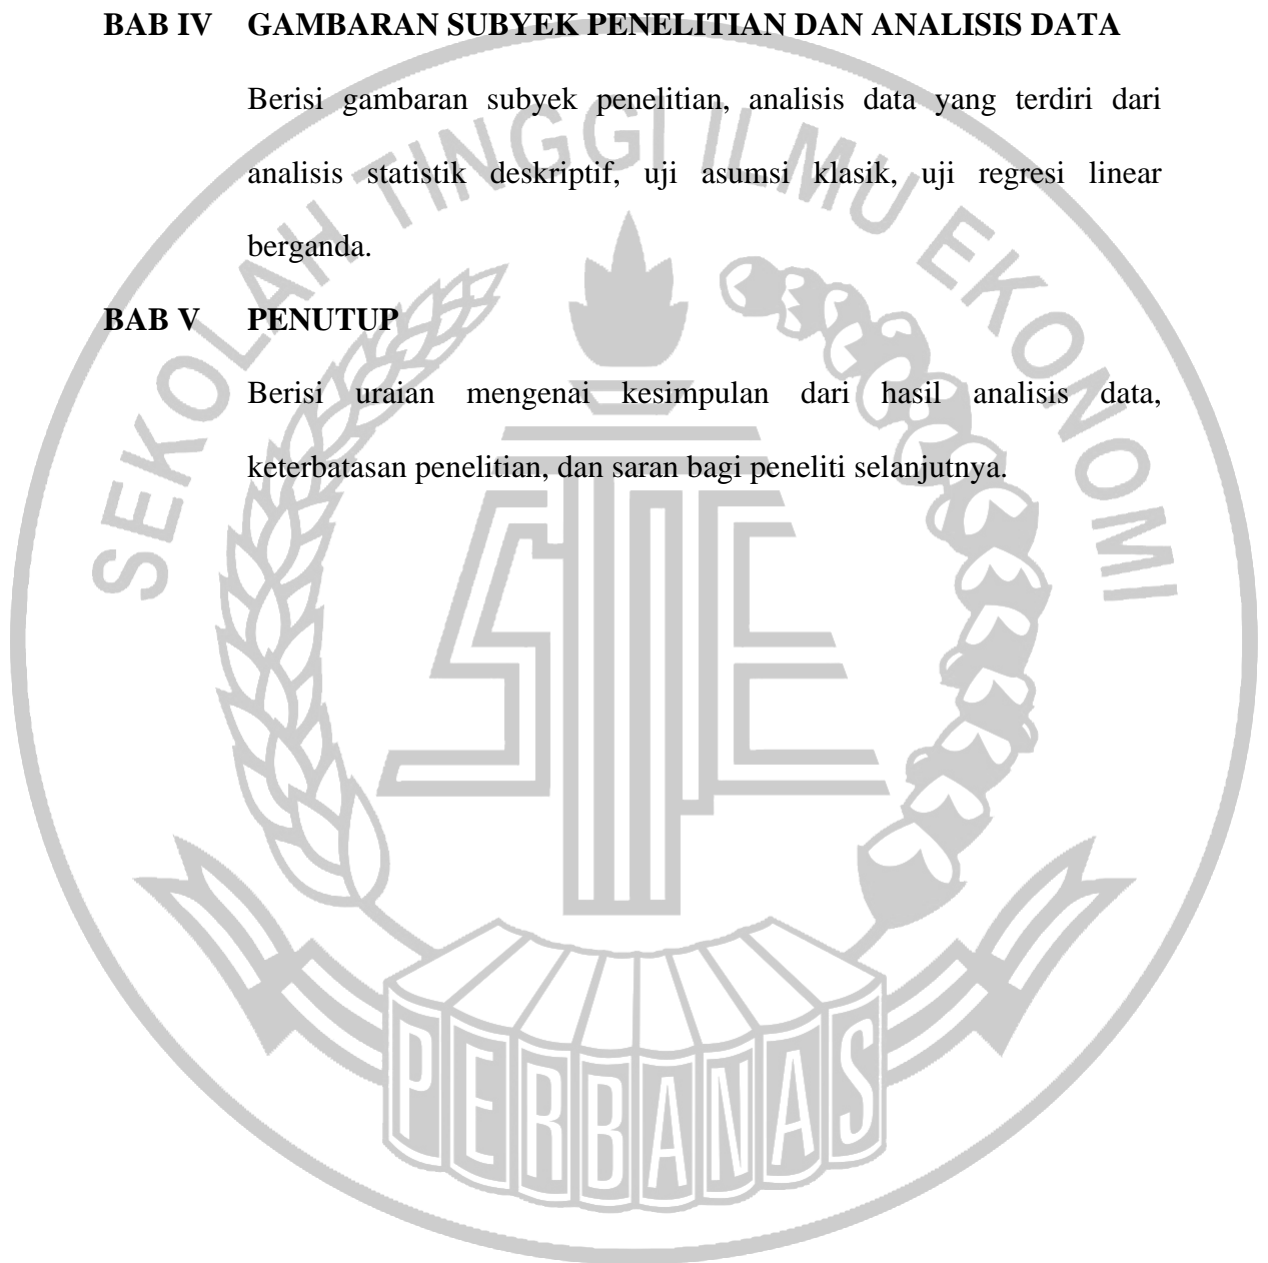 BAB IV GAMBARAN SUBYEK PENELITIAN DAN ANALISIS DATA
Berisi gambaran subyek penelitian, analisis data yang terdiri dari
analisis statistik deskriptif, uji asumsi klasik, uji regresi linear
berganda.
BAB V PENUTUP
Berisi uraian mengenai kesimpulan dari hasil analisis data,
keterbatasan penelitian, dan saran bagi peneliti selanjutnya.
SEKOLAH TINGGI ILMU EKONOMI
STIE
PERBANAS